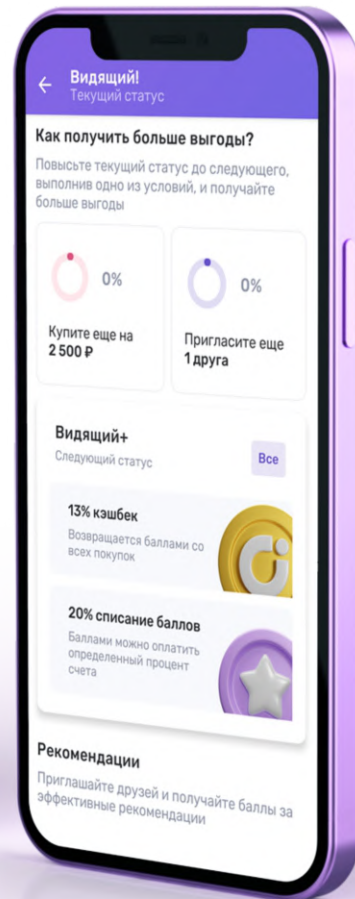 Видящий!
Текущий статус
Как получить больше выгоды?
Повысьте текущий статус до следующего,
выполнив одно из условий, и получайте
больше выгоды
0%
0%
Купите еще на
2 500 ₽
Пригласите еще
1 друга
Видящий+
Следующий статус
Все
13% кэшбек
Возвращается баллами со
всех покупок
20% списание баллов
Баллами можно оплатить
определенный процент
счета
Рекомендации
Приглашайте друзей и получайте баллы за
эффективные рекомендации